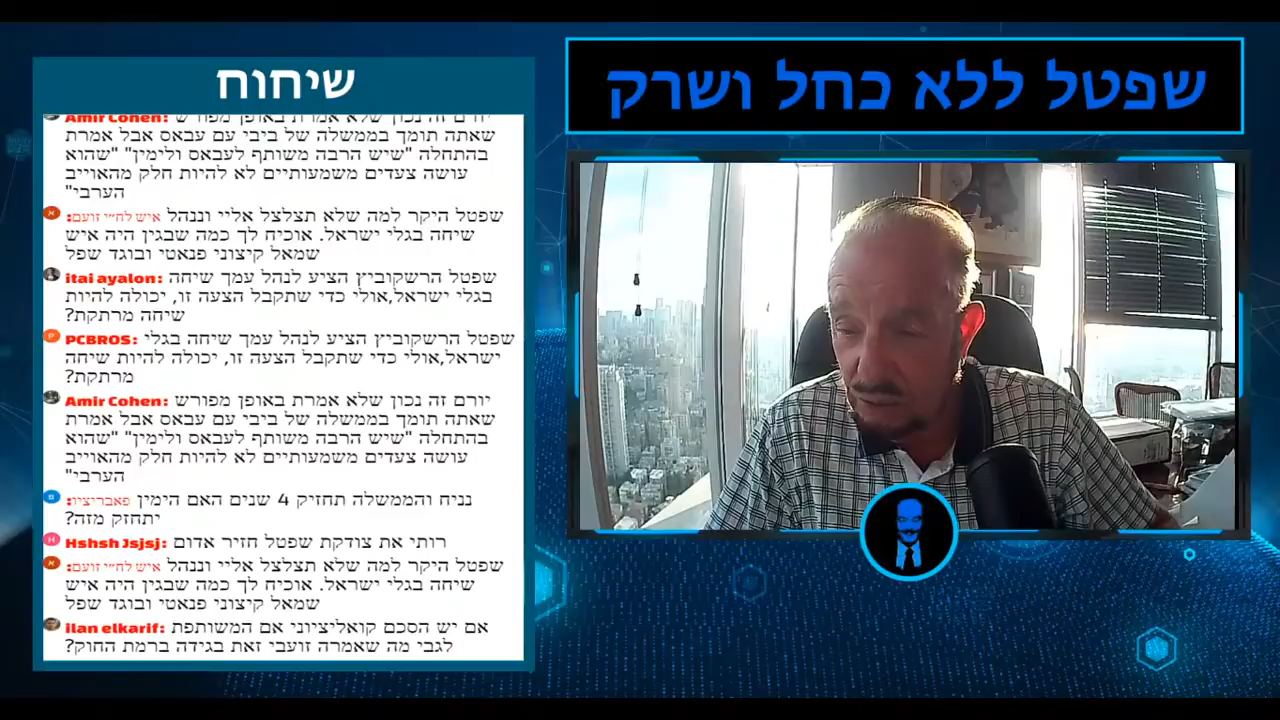 שפטל ללא כחל ושרק
שיחוח
Amir Cohen: יורם זה נכון שלא אמרת באופן מפורש
שאתה תומך בממשלה של ביבי עם עבאס אבל אמרת
בהתחלה "שיש הרבה משותף לעבאס ולימין" "שהוא
עושה צעדים משמעותיים לא להיות חלק מהאוייב
הערבי"
איש לח״י זועם: שפטל היקר למה שלא תצלצל אליי וננהל
שיחה בגלי ישראל. אוכיח לך כמה שבגין היה איש
שמאל קיצוני פנאטי ובוגד שפל
itai ayalon: שפטל הרשקוביץ הציע לנהל עמך שיחה
בגלי ישראל,אולי כדי שתקבל הצעה זו, יכולה להיות
שיחה מרתקת?
PCBROS: שפטל הרשקוביץ הציע לנהל עמך שיחה בגלי
ישראל,אולי כדי שתקבל הצעה זו, יכולה להיות שיחה
מרתקת?
Amir Cohen: יורם זה נכון שלא אמרת באופן מפורש
שאתה תומך בממשלה של ביבי עם עבאס אבל אמרת
בהתחלה "שיש הרבה משותף לעבאס ולימין" "שהוא
עושה צעדים משמעותיים לא להיות חלק מהאוייב
הערבי"
פאבריציו: נניח והממשלה תחזיק 4 שנים האם הימין
יתחזק מזה?
Hshsh Jsjsj: רותי את צודקת שפטל חזיר אדום
איש לח״י זועם: שפטל היקר למה שלא תצלצל אליי וננהל
שיחה בגלי ישראל. אוכיח לך כמה שבגין היה איש
שמאל קיצוני פנאטי ובוגד שפל
ilan elkarif: אם יש הסכם קואליציוני אם המשותפת
לגבי מה שאמרה זועבי זאת בגידה ברמת החוק?